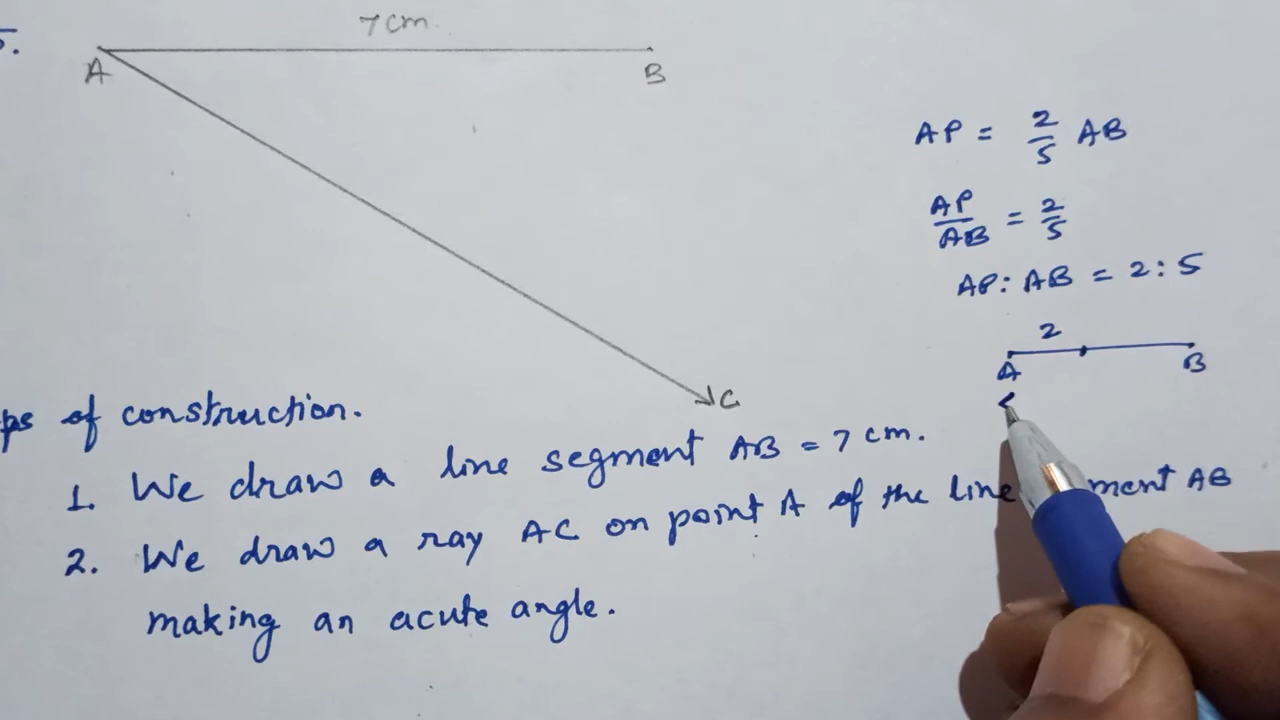 5.
7 cm.
A
B
C
AP = 2/5 AB
AP/AB = 2/5
AP : AB = 2 : 5
2
A
B
ps of construction.
1. We draw a line segment AB = 7 cm.
2. We draw a ray AC on point A of the line ment AB
making an acute angle.